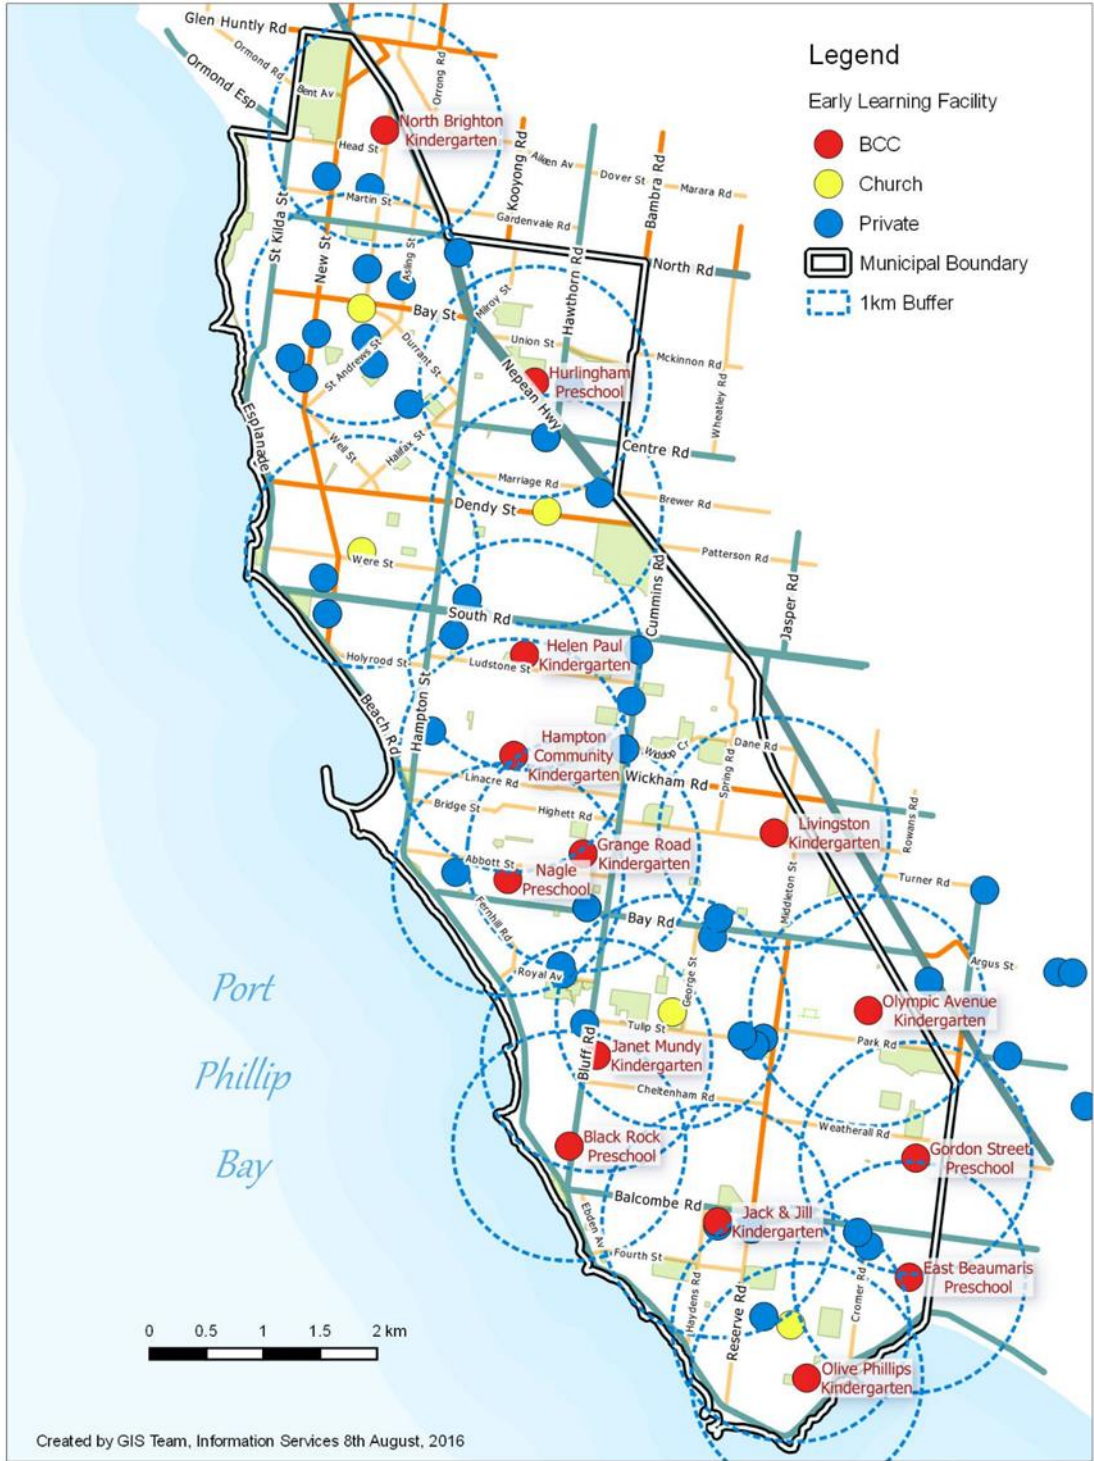 Glen Huntly Rd
Ormond Rd
Ormond Esp
Bent Av
Orrong Rd
Legend
Early Learning Facility
BCC
Church
Private
Municipal Boundary
1km Buffer
North Brighton
Kindergarten
Head St
Kooyong Rd
Aileen Av
Dover St
Bambra Rd
Marara Rd
Martin St
St Kilda St
New St
Asling St
Gardenvale Rd
Hawthorn Rd
North Rd
Bay St
Milroy St
Union St
McKinnon Rd
Wheatley Rd
St Andrews St
Durrant St
Nepean Hwy
Hurlingham
Preschool
Esplanade
Well St
Halifax St
Centre Rd
Marriage Rd
Brewer Rd
Dendy St
Patterson Rd
Were St
Cummins Rd
Jasper Rd
South Rd
Helen Paul
Kindergarten
Holyrood St
Ludstone St
Hampton St
Beach Rd
Hampton
Community
Kindergarten
Widdop Cr
Dane Rd
Spring Rd
Linacre Rd
Wickham Rd
Bridge St
Highett Rd
Rowans Rd
Livingston
Kindergarten
Grange Road
Kindergarten
Abbott St
Nagle
Preschool
Middleton St
Turner Rd
Fernhill Rd
Bay Rd
Argus St
Royal Av
George St
Port
Phillip
Bay
Olympic Avenue
Kindergarten
Tulip St
Park Rd
Bluff Rd
Janet Mundy
Kindergarten
Cheltenham Rd
Weatherall Rd
Black Rock
Preschool
Gordon Street
Preschool
Balcombe Rd
Ebden Av
Jack & Jill
Kindergarten
Fourth St
East Beaumaris
Preschool
Haydens Rd
Reserve Rd
Cromer Rd
Olive Phillips
Kindergarten
0 0.5 1 1.5 2 km
Created by GIS Team, Information Services 8th August, 2016